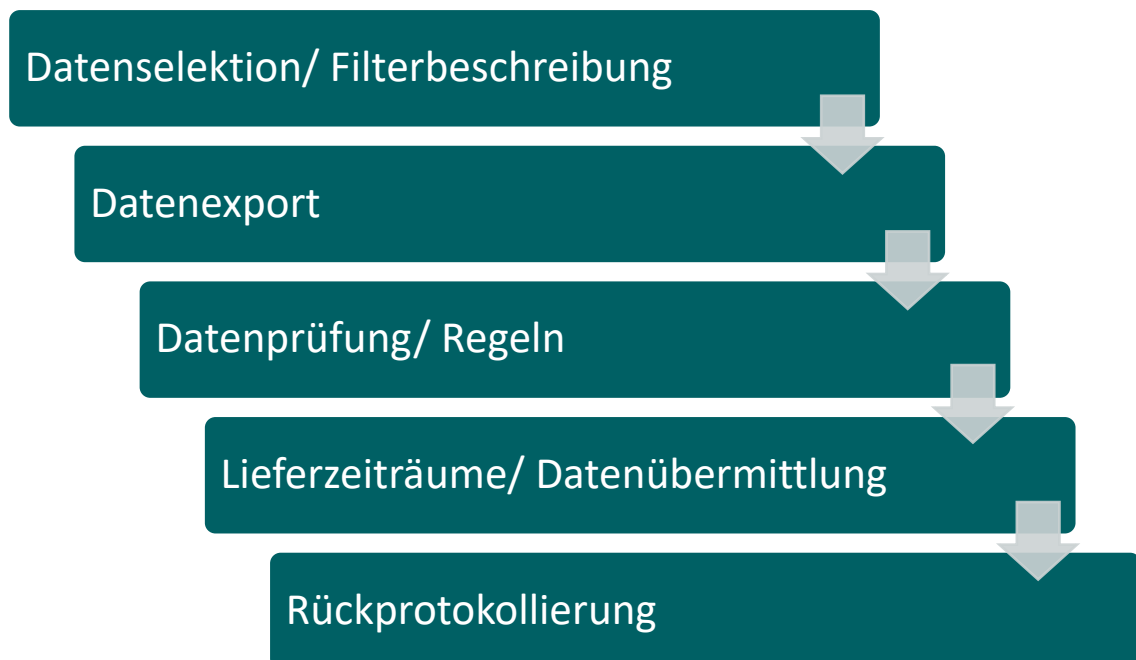 Datenselektion/ Filterbeschreibung
Datenexport
Datenprüfung/ Regeln
Lieferzeiträume/ Datenübermittlung
Rückprotokollierung